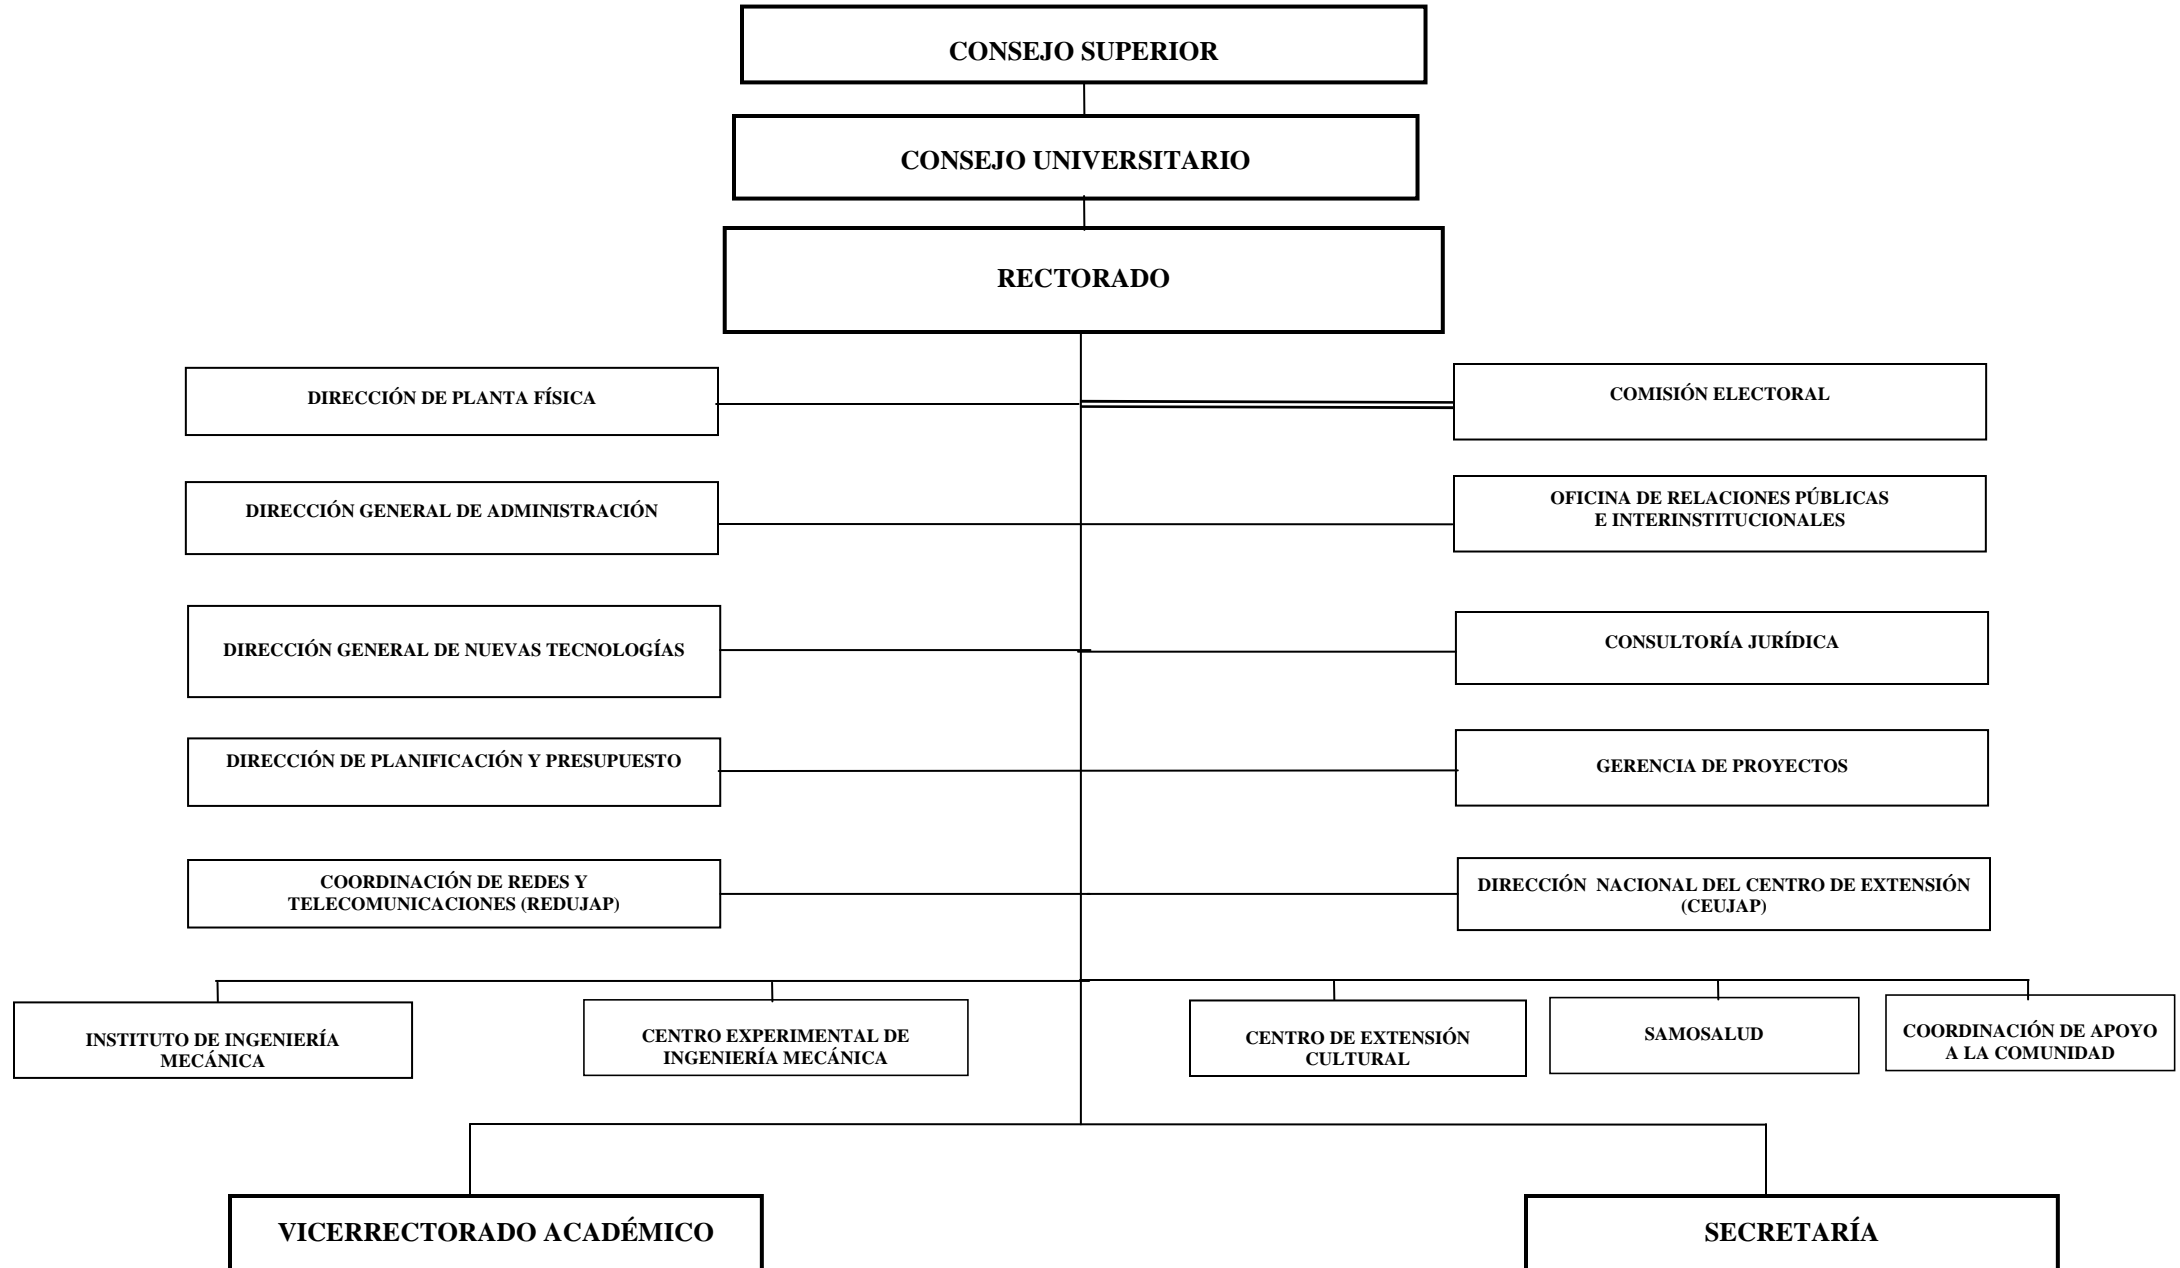 CONSEJO SUPERIOR
CONSEJO UNIVERSITARIO
RECTORADO
DIRECCIÓN DE PLANTA FÍSICA
COMISIÓN ELECTORAL
DIRECCIÓN GENERAL DE ADMINISTRACIÓN
OFICINA DE RELACIONES PÚBLICAS
E INTERINSTITUCIONALES
DIRECCIÓN GENERAL DE NUEVAS TECNOLOGÍAS
CONSULTORÍA JURÍDICA
DIRECCIÓN DE PLANIFICACIÓN Y PRESUPUESTO
GERENCIA DE PROYECTOS
COORDINACIÓN DE REDES Y
TELECOMUNICACIONES (REDUJAP)
DIRECCIÓN NACIONAL DEL CENTRO DE EXTENSIÓN
(CEUJAP)
INSTITUTO DE INGENIERÍA
MECÁNICA
CENTRO EXPERIMENTAL DE
INGENIERÍA MECÁNICA
CENTRO DE EXTENSIÓN
CULTURAL
SAMOSALUD
COORDINACIÓN DE APOYO
A LA COMUNIDAD
VICERRECTORADO ACADÉMICO
SECRETARÍA